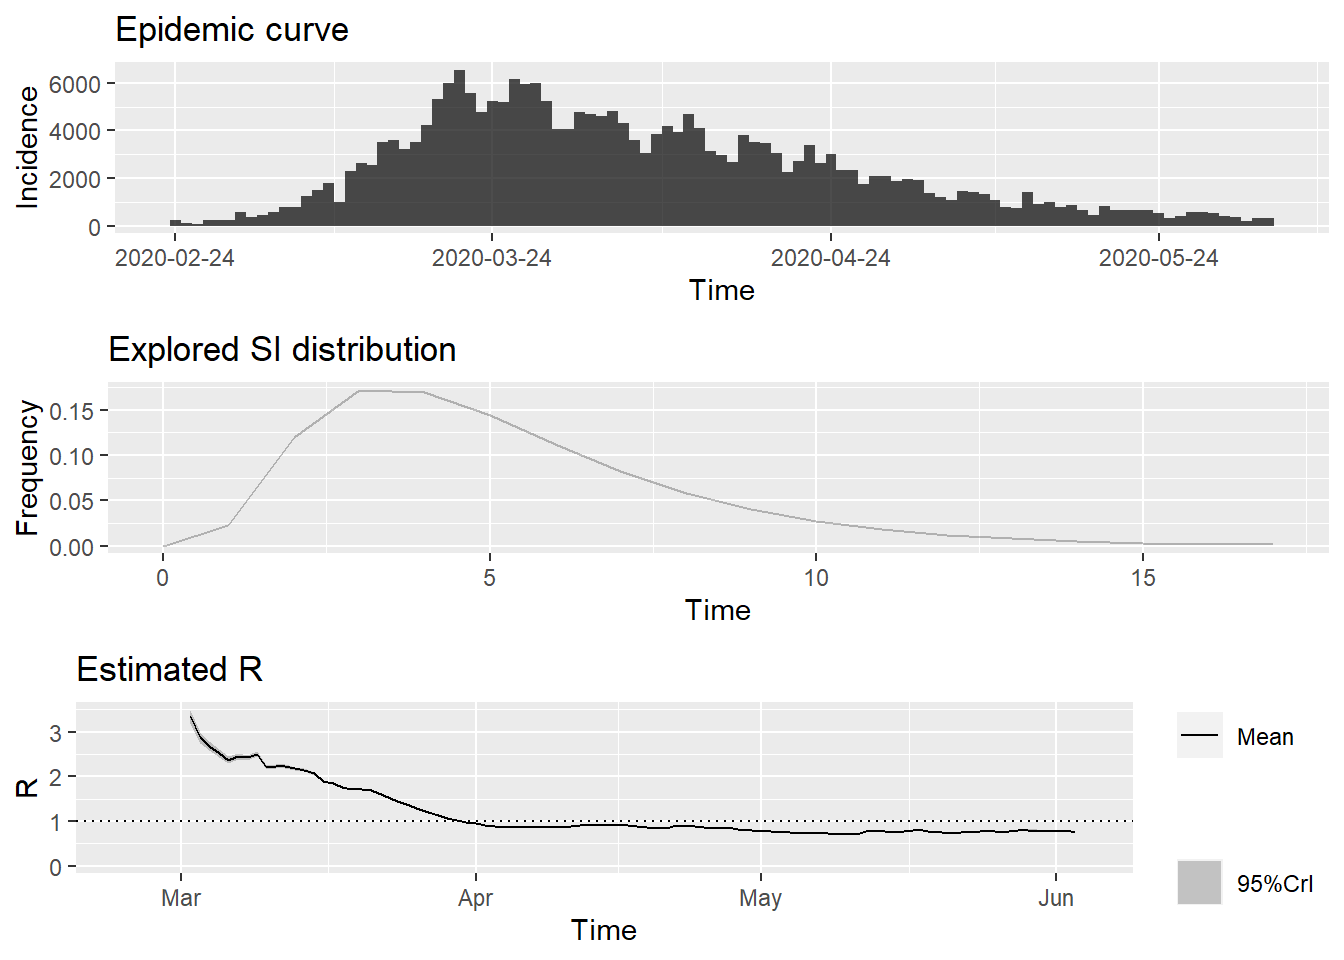 Epidemic curve
Incidence
6000
4000
2000
0
2020-02-24 2020-03-24 2020-04-24 2020-05-24
Time
Explored SI distribution
Frequency
0.15
0.10
0.05
0.00
0 5 10 15
Time
Estimated R
R
3
2
1
0
Mar Apr May Jun
Time
Mean
95%CrI